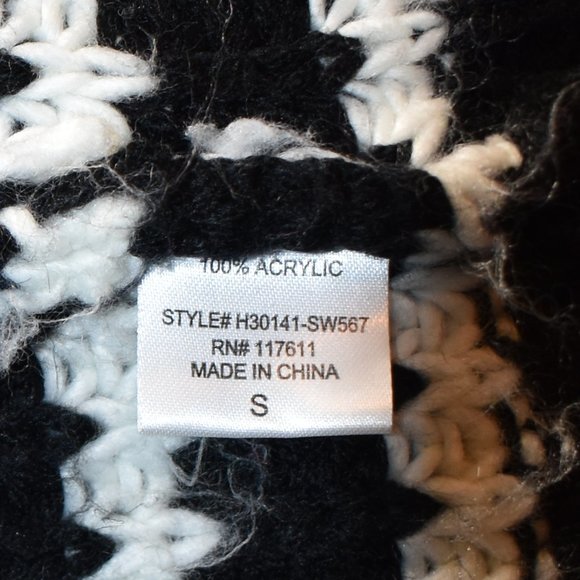 100% ACRYLIC
STYLE# H30141-SW567
RN# 117611
MADE IN CHINA
S